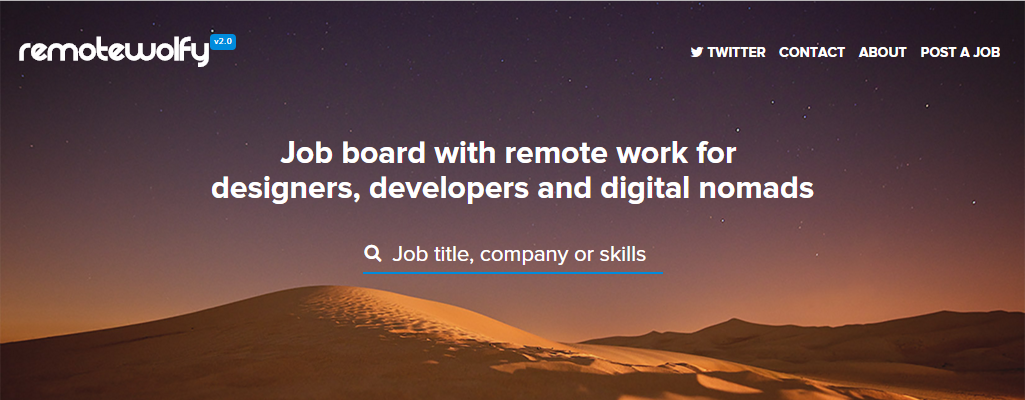 remotewolfy v2.0
TWITTER CONTACT ABOUT POST A JOB
Job board with remote work for
designers, developers and digital nomads
Job title, company or skills